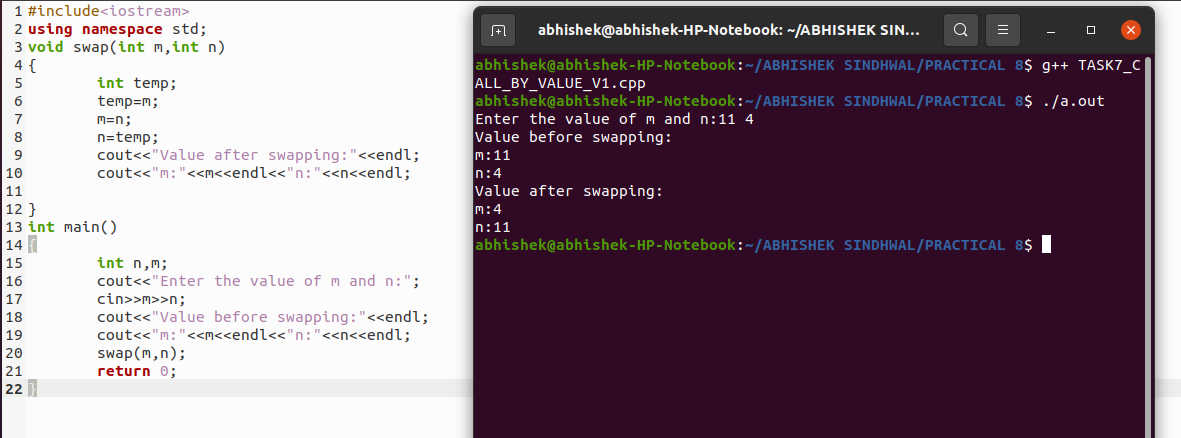 1 #include<iostream>
2 using namespace std;
3 void swap(int m,int n)
4 {
5         int temp;
6         temp=m;
7         m=n;
8         n=temp;
9         cout<<"Value after swapping:"<<endl;
10         cout<<"m:"<<m<<endl<<"n:"<<n<<endl;
11
12 }
13 int main()
14 {
15         int n,m;
16         cout<<"Enter the value of m and n:";
17         cin>>m>>n;
18         cout<<"Value before swapping:"<<endl;
19         cout<<"m:"<<m<<endl<<"n:"<<n<<endl;
20         swap(m,n);
21         return 0;
22 }
abhishek@abhishek-HP-Notebook: ~/ABHISHEK SIN...
abhishek@abhishek-HP-Notebook:~/ABHISHEK SINDHWAL/PRACTICAL 8$ g++ TASK7_C
ALL_BY_VALUE_V1.cpp
abhishek@abhishek-HP-Notebook:~/ABHISHEK SINDHWAL/PRACTICAL 8$ ./a.out
Enter the value of m and n:11 4
Value before swapping:
m:11
n:4
Value after swapping:
m:4
n:11
abhishek@abhishek-HP-Notebook:~/ABHISHEK SINDHWAL/PRACTICAL 8$